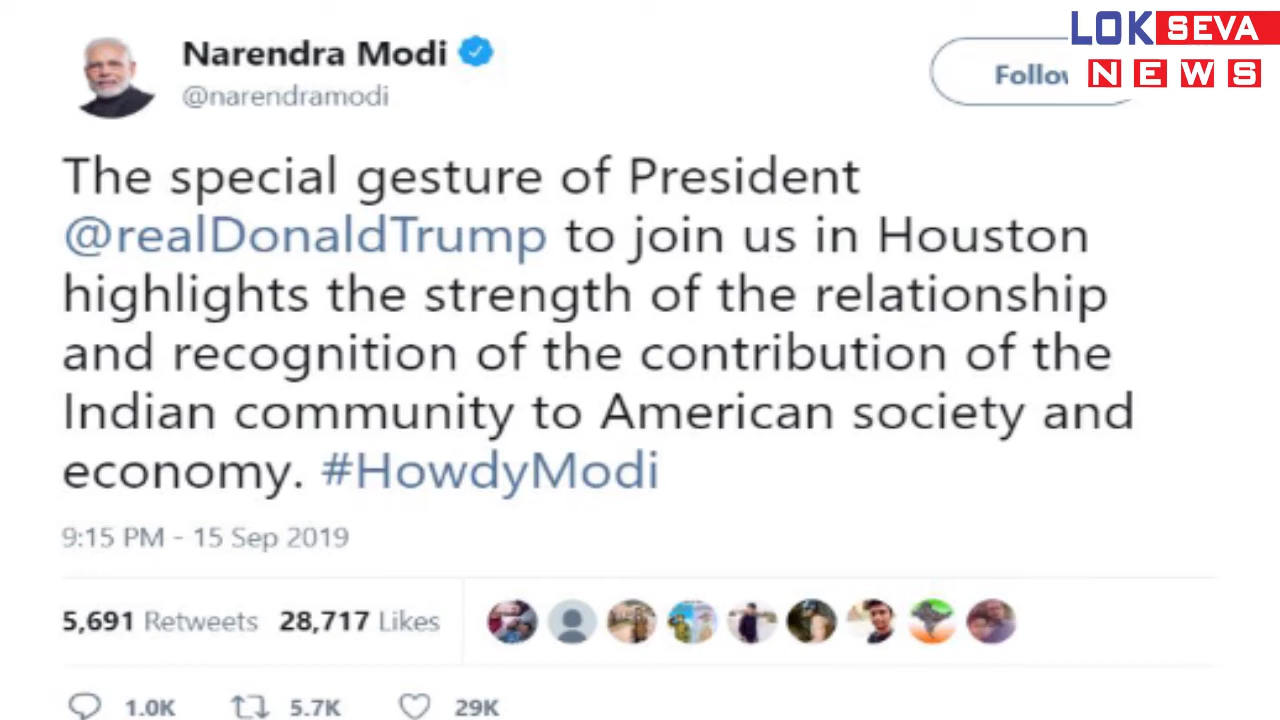 Narendra Modi
@narendramodi
Follow
LOK SEVA
NEWS
The special gesture of President
@realDonaldTrump to join us in Houston
highlights the strength of the relationship
and recognition of the contribution of the
Indian community to American society and
economy. #HowdyModi
9:15 PM - 15 Sep 2019
5,691 Retweets 28,717 Likes
1.0K 5.7K 29K